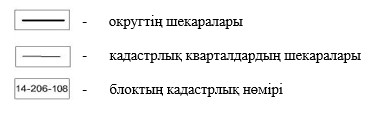 - округтің шекаралары
- кадастрлық кварталдардың шекаралары
14-206-108 - блоктың кадастрлық нөмірі